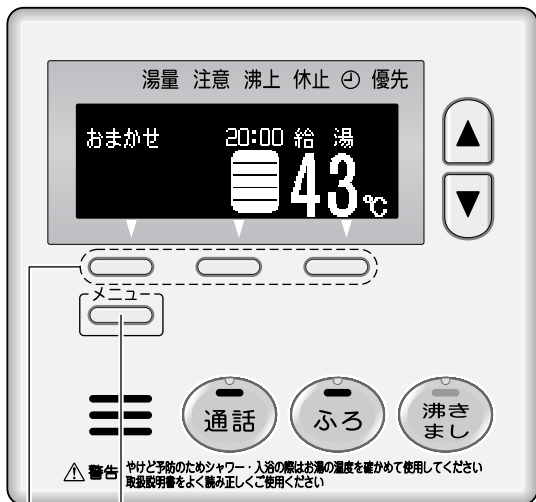 湯量 注意 沸上 休止 優先
おまかせ 20:00 給 湯
43℃
メニュー
通話 ふろ 沸き
まし
警告 やけど予防のためシャワー・入浴の際はお湯の温度を確かめて使用してください
取扱説明書をよく読み正しくご使用ください